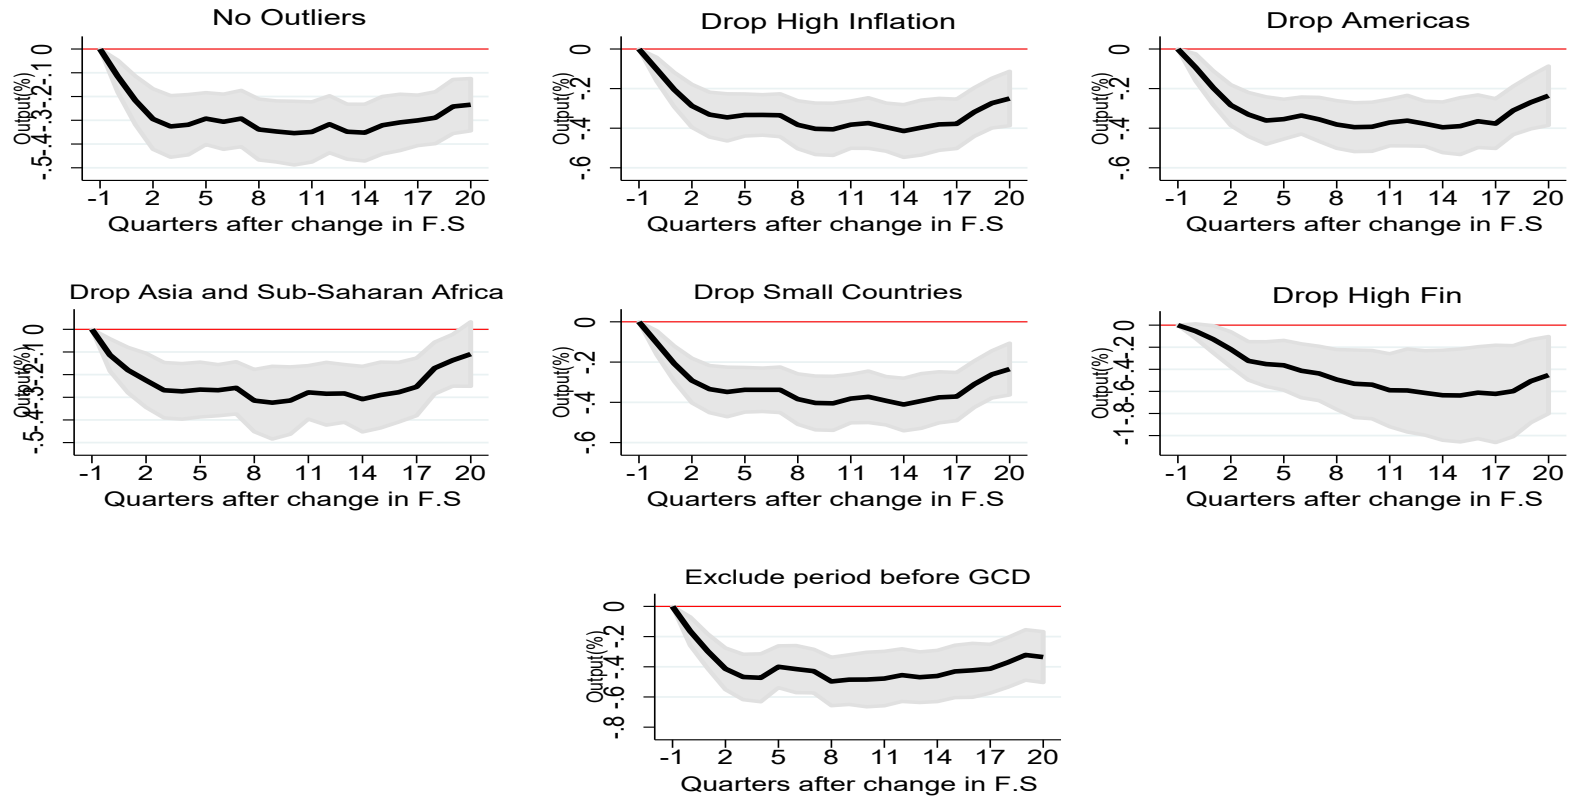 No Outliers
Output(%)
0
-.1
-.2
-.3
-.4
-.5
-1 2 5 8 11 14 17 20
Quarters after change in F.S
Drop High Inflation
Output(%)
0
-.2
-.4
-.6
-1 2 5 8 11 14 17 20
Quarters after change in F.S
Drop Americas
Output(%)
0
-.2
-.4
-.6
-1 2 5 8 11 14 17 20
Quarters after change in F.S
Drop Asia and Sub-Saharan Africa
Output(%)
0
-.1
-.2
-.3
-.4
-.5
-1 2 5 8 11 14 17 20
Quarters after change in F.S
Drop Small Countries
Output(%)
0
-.2
-.4
-.6
-1 2 5 8 11 14 17 20
Quarters after change in F.S
Drop High Fin
Output(%)
0
-.2
-.4
-.6
-.8
-1
-1 2 5 8 11 14 17 20
Quarters after change in F.S
Exclude period before GCD
Output(%)
0
-.2
-.4
-.6
-.8
-1 2 5 8 11 14 17 20
Quarters after change in F.S